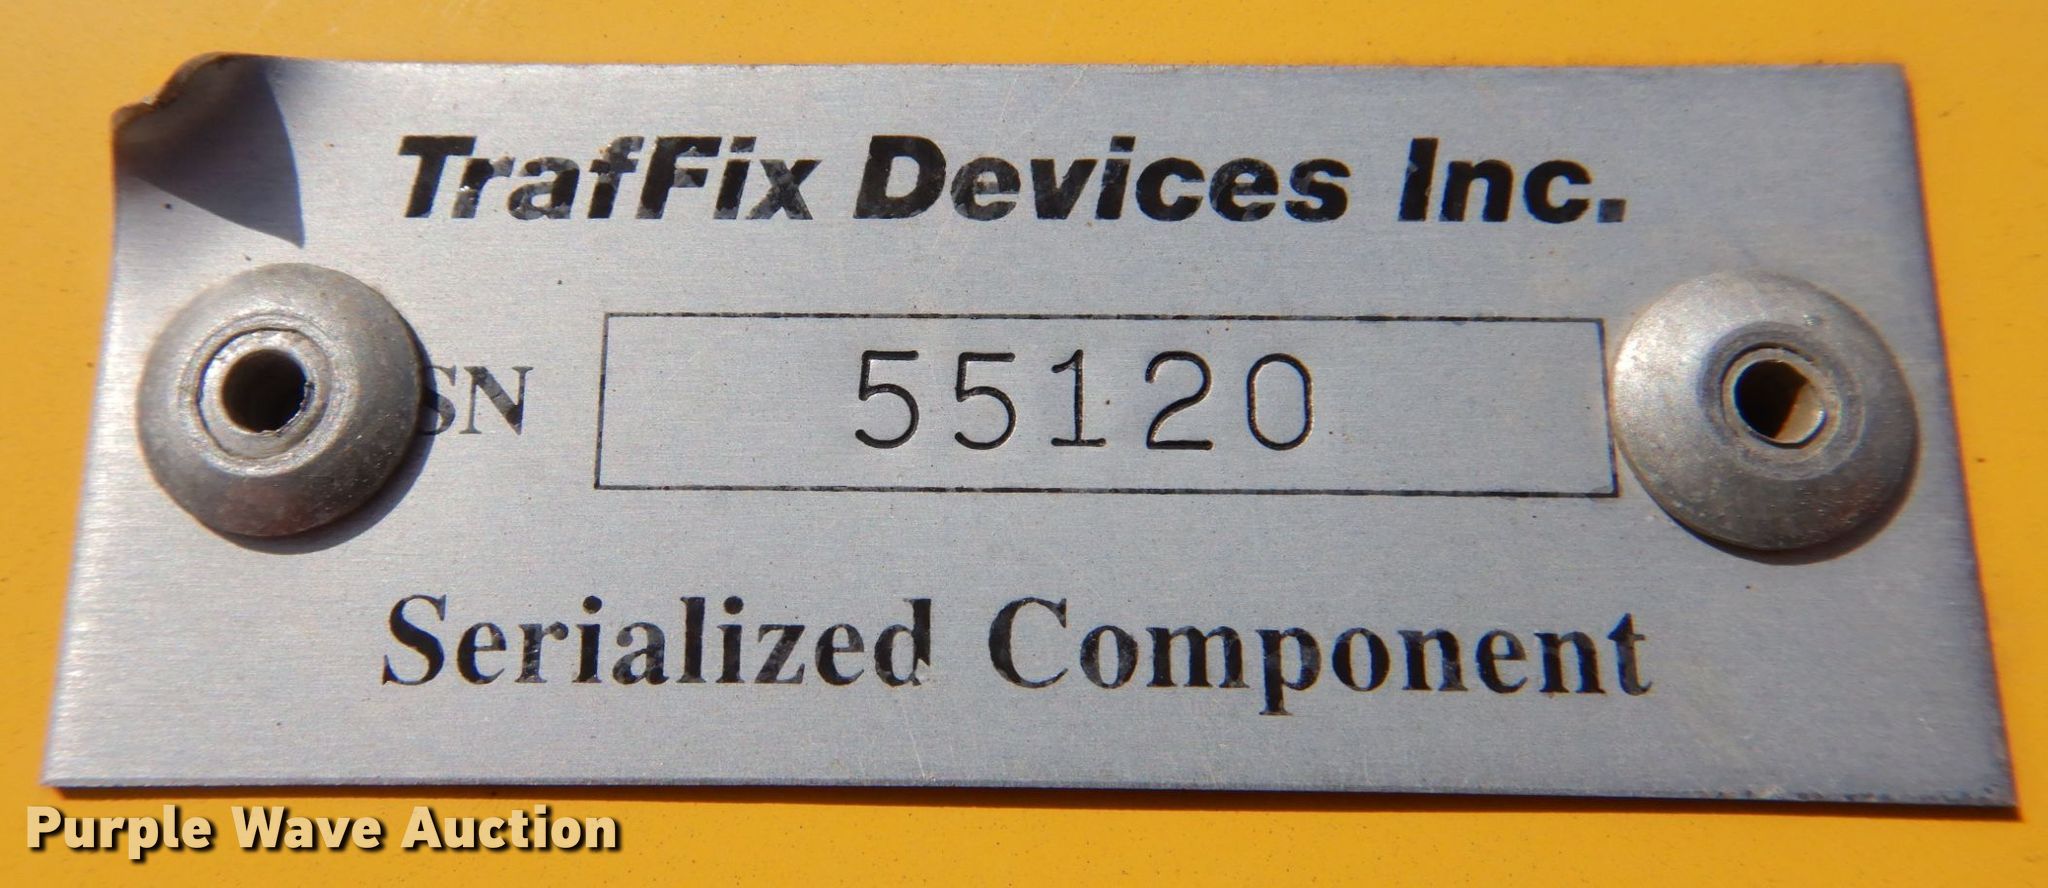 TrafFix Devices Inc.
SN 55120
Serialized Component
Purple Wave Auction